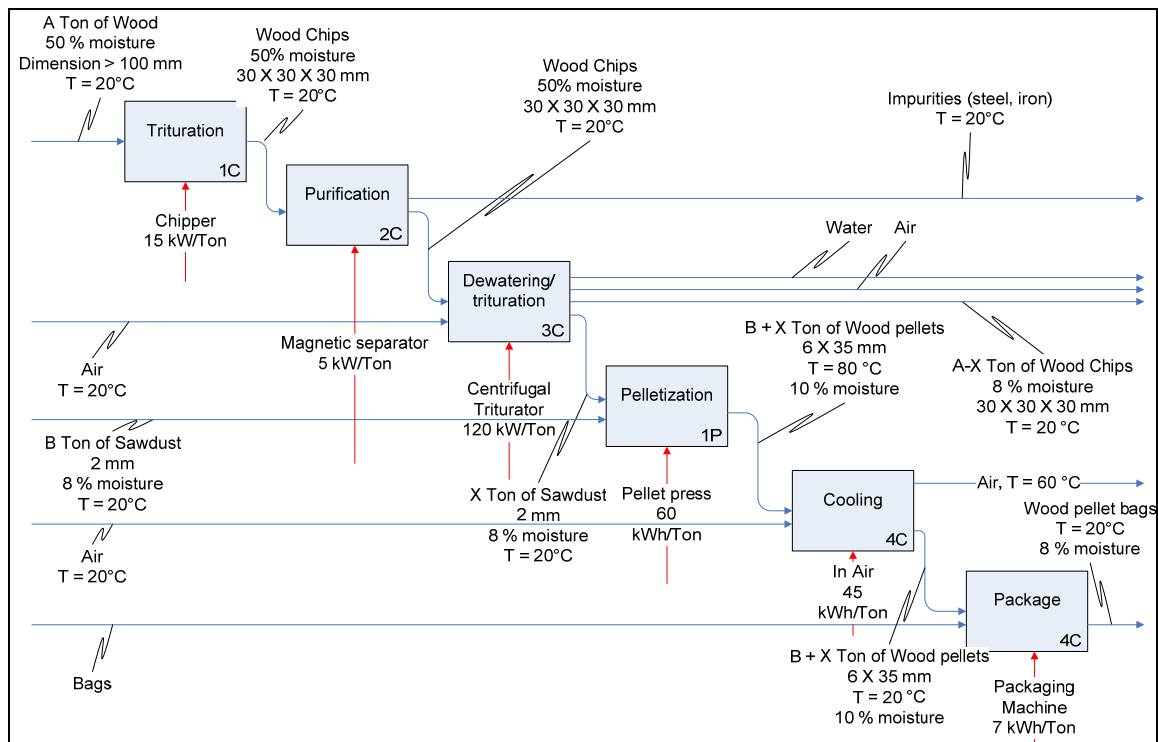 A Ton of Wood
50 % moisture
Dimension > 100 mm
T = 20°C
Wood Chips
50% moisture
30 X 30 X 30 mm
T = 20°C
Wood Chips
50% moisture
30 X 30 X 30 mm
T = 20°C
Impurities (steel, iron)
T = 20°C
Trituration
1C
Chipper
15 kW/Ton
Purification
2C
Magnetic separator
5 kW/Ton
Water
Air
Dewatering/
trituration
3C
Air
T = 20°C
Centrifugal
Triturator
120 kW/Ton
B + X Ton of Wood pellets
6 X 35 mm
T = 80 °C
10 % moisture
A-X Ton of Wood Chips
8 % moisture
30 X 30 X 30 mm
T = 20 °C
Pelletization
1P
B Ton of Sawdust
2 mm
8 % moisture
T = 20°C
X Ton of Sawdust
2 mm
8 % moisture
T = 20°C
Pellet press
60
kWh/Ton
Cooling
4C
Air, T = 60 °C
Wood pellet bags
T = 20°C
8 % moisture
Air
T = 20°C
In Air
45
kWh/Ton
Package
4C
Bags
B + X Ton of Wood pellets
6 X 35 mm
T = 20 °C
10 % moisture
Packaging
Machine
7 kWh/Ton